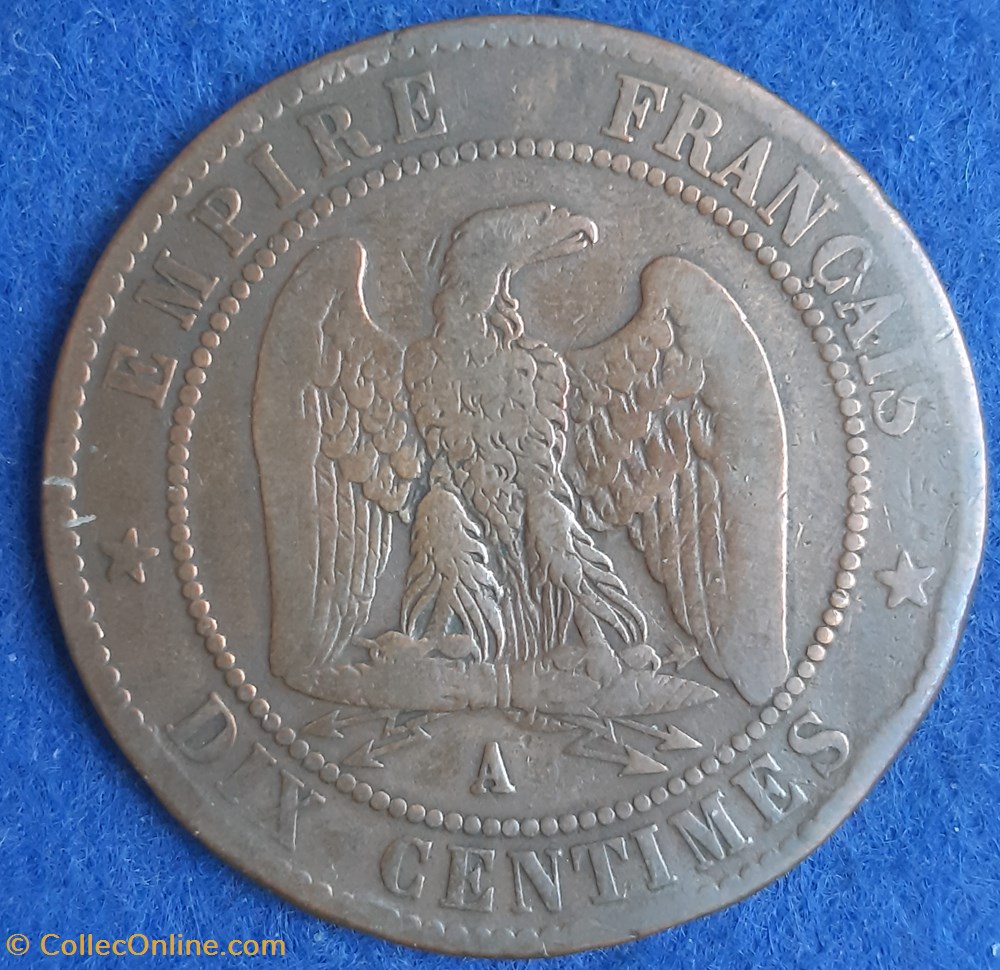 EMPIRE FRANÇAIS
A
DIX CENTIMES
© CollecOnline.com